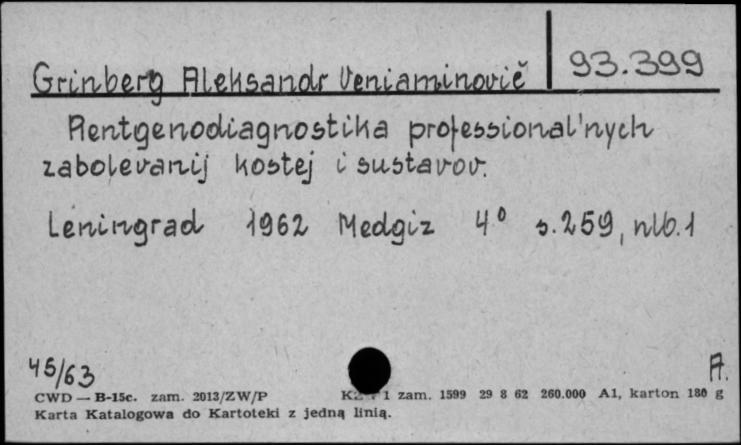 Grinberg Aleksandr Veniaminovič 93.399
Rentgenodiagnostika professional'nych
zabolevanij kostej i sustavov.
Leningrad 1962 Medgiz 4° s.259, nlb.1
45/63 A.
CWD — B-15c. zam. 2013/ZW/P 1 zam. 1599 29 8 62 260.000 A1, karton 180 g
Karta Katalogowa do Kartoteki z jedną linią.